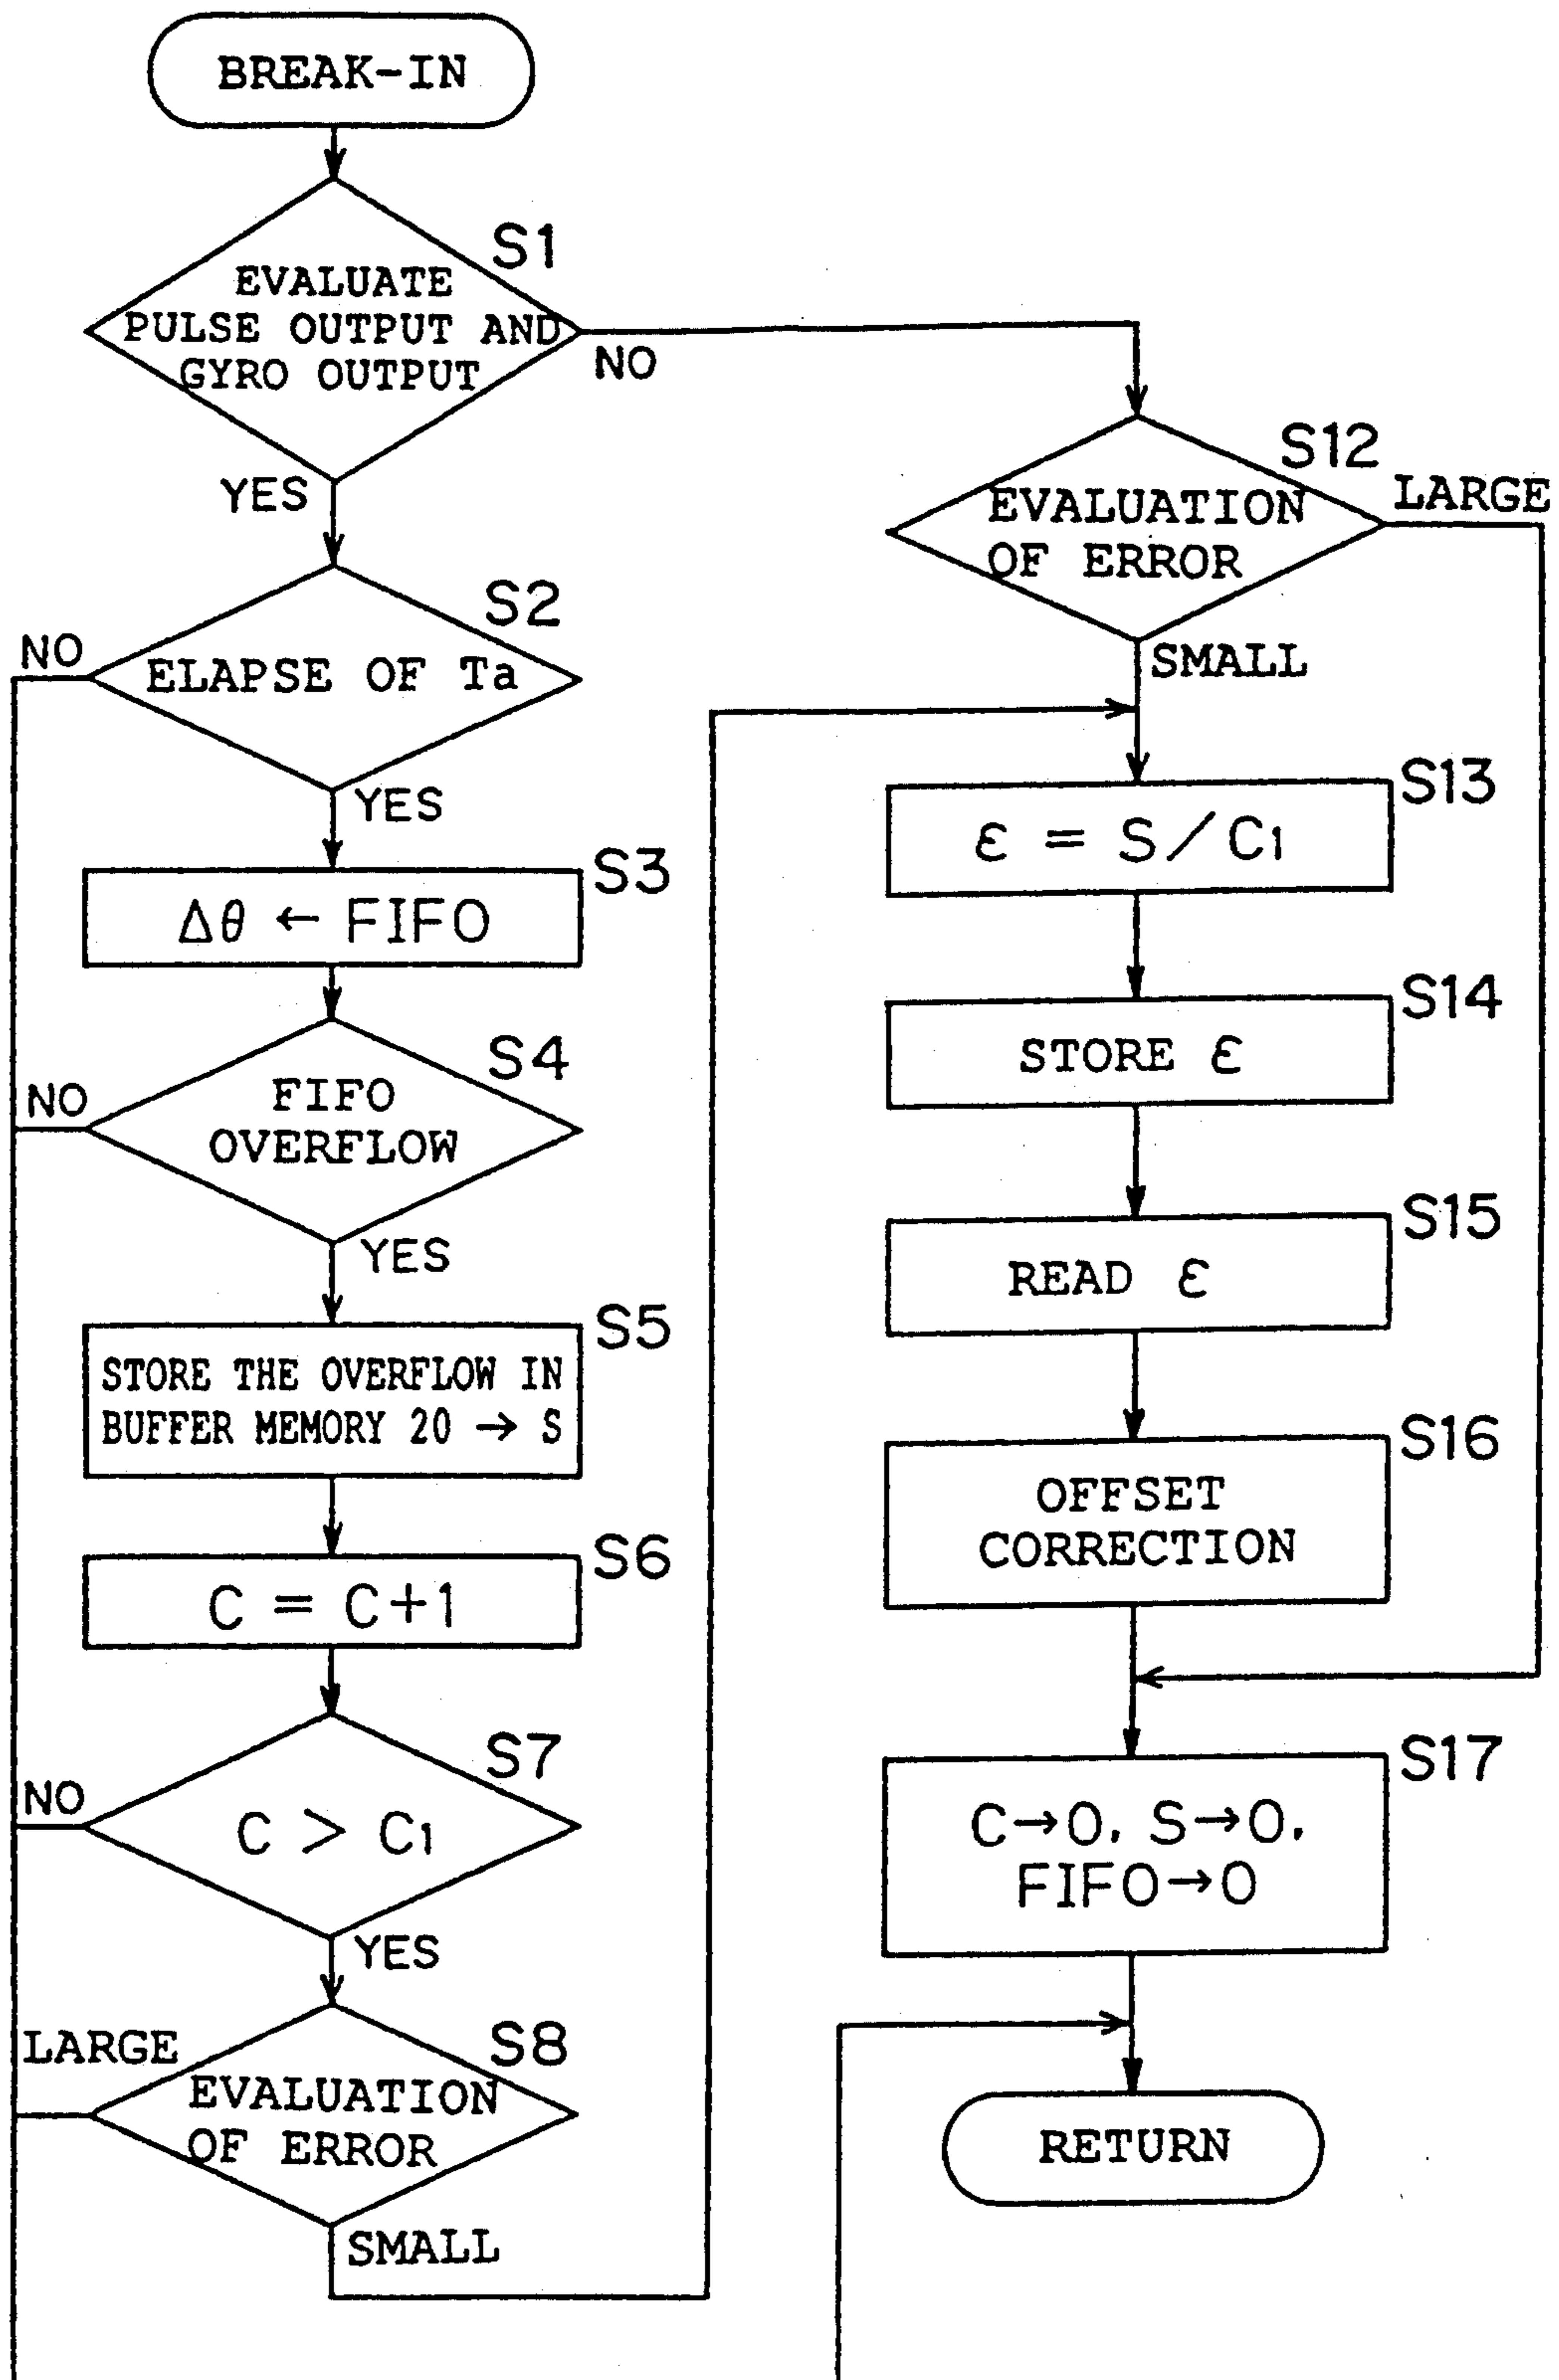 BREAK-IN
S1
EVALUATE
PULSE OUTPUT AND
GYRO OUTPUT
NO
YES
S2
NO
ELAPSE OF Ta
YES
S3
Δθ ← FIFO
S4
NO
FIFO
OVERFLOW
YES
S5
STORE THE OVERFLOW IN
BUFFER MEMORY 20 → S
S6
C = C+1
S7
NO
C > C1
YES
S8
LARGE
EVALUATION
OF ERROR
SMALL
S12
LARGE
EVALUATION
OF ERROR
SMALL
S13
ε = S/C1
S14
STORE ε
S15
READ ε
S16
OFFSET
CORRECTION
S17
C→0, S→0,
FIFO→0
RETURN